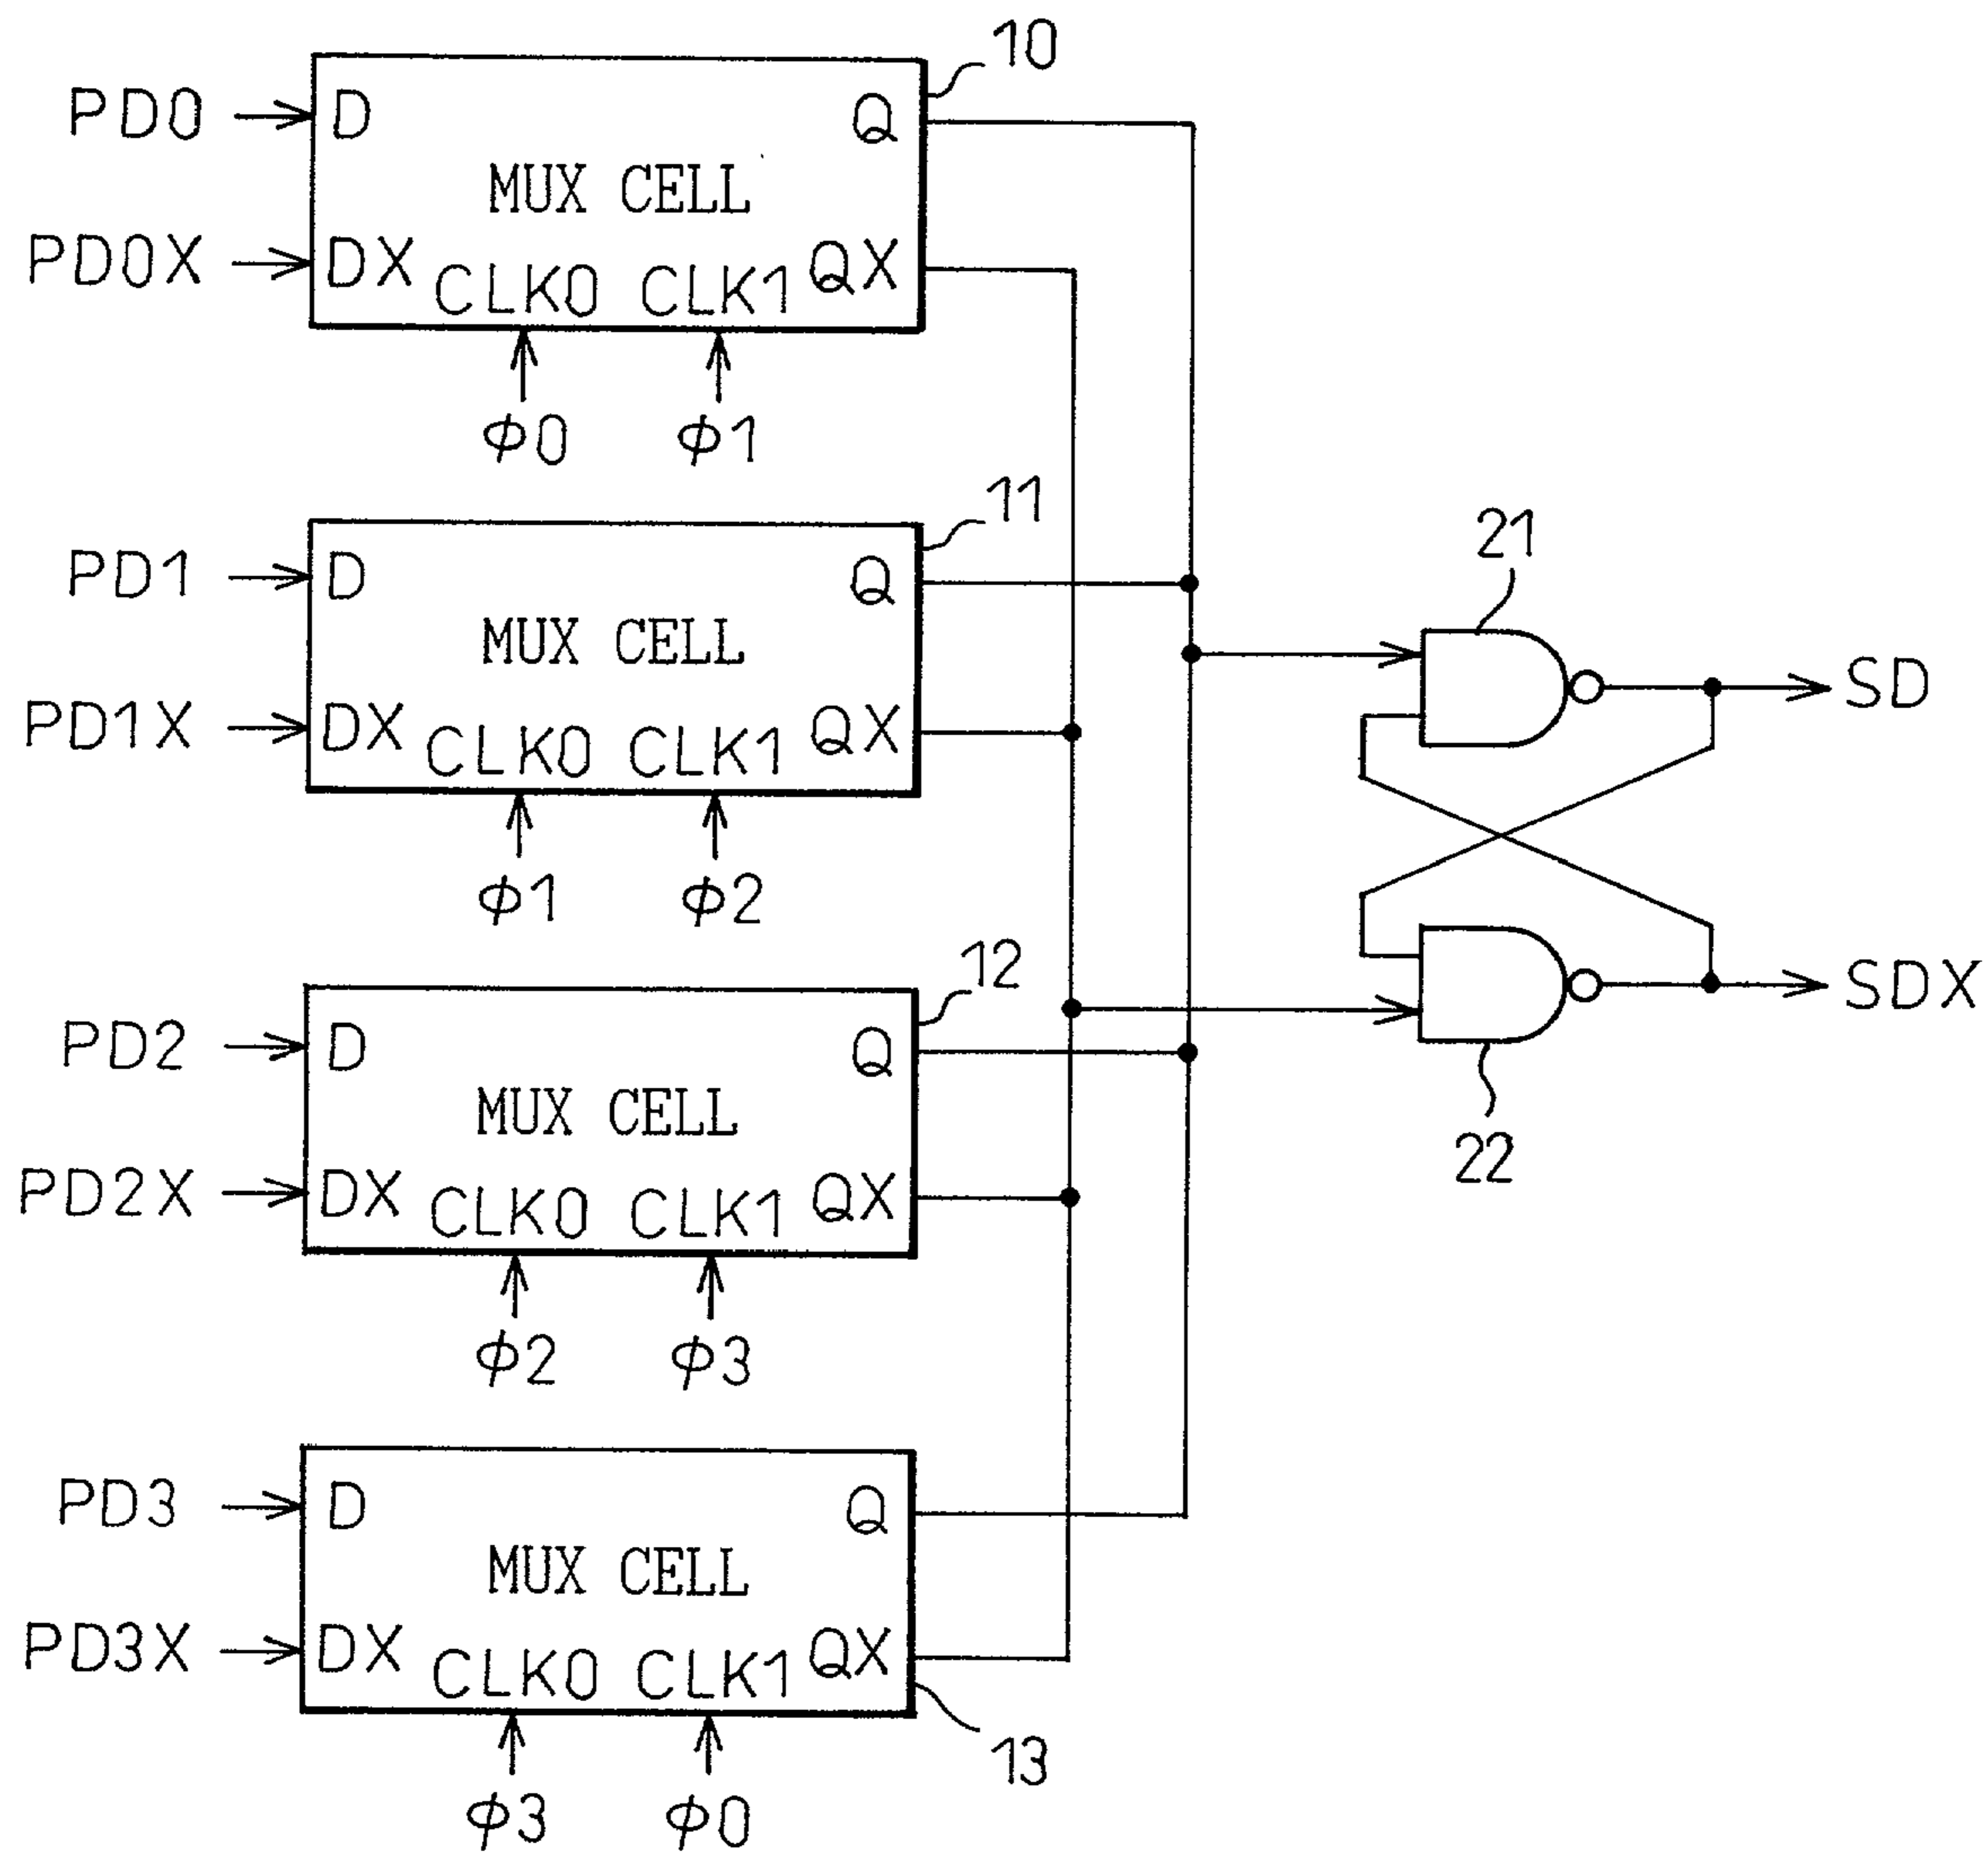 10
PD0 D Q
MUX CELL
PD0X DX CLK0 CLK1 QX
ϕ0 ϕ1
11
PD1 D Q
MUX CELL
PD1X DX CLK0 CLK1 QX
ϕ1 ϕ2
21
SD
12
PD2 D Q
MUX CELL
PD2X DX CLK0 CLK1 QX
ϕ2 ϕ3
SDX
22
PD3 D Q
MUX CELL
PD3X DX CLK0 CLK1 QX
13
ϕ3 ϕ0